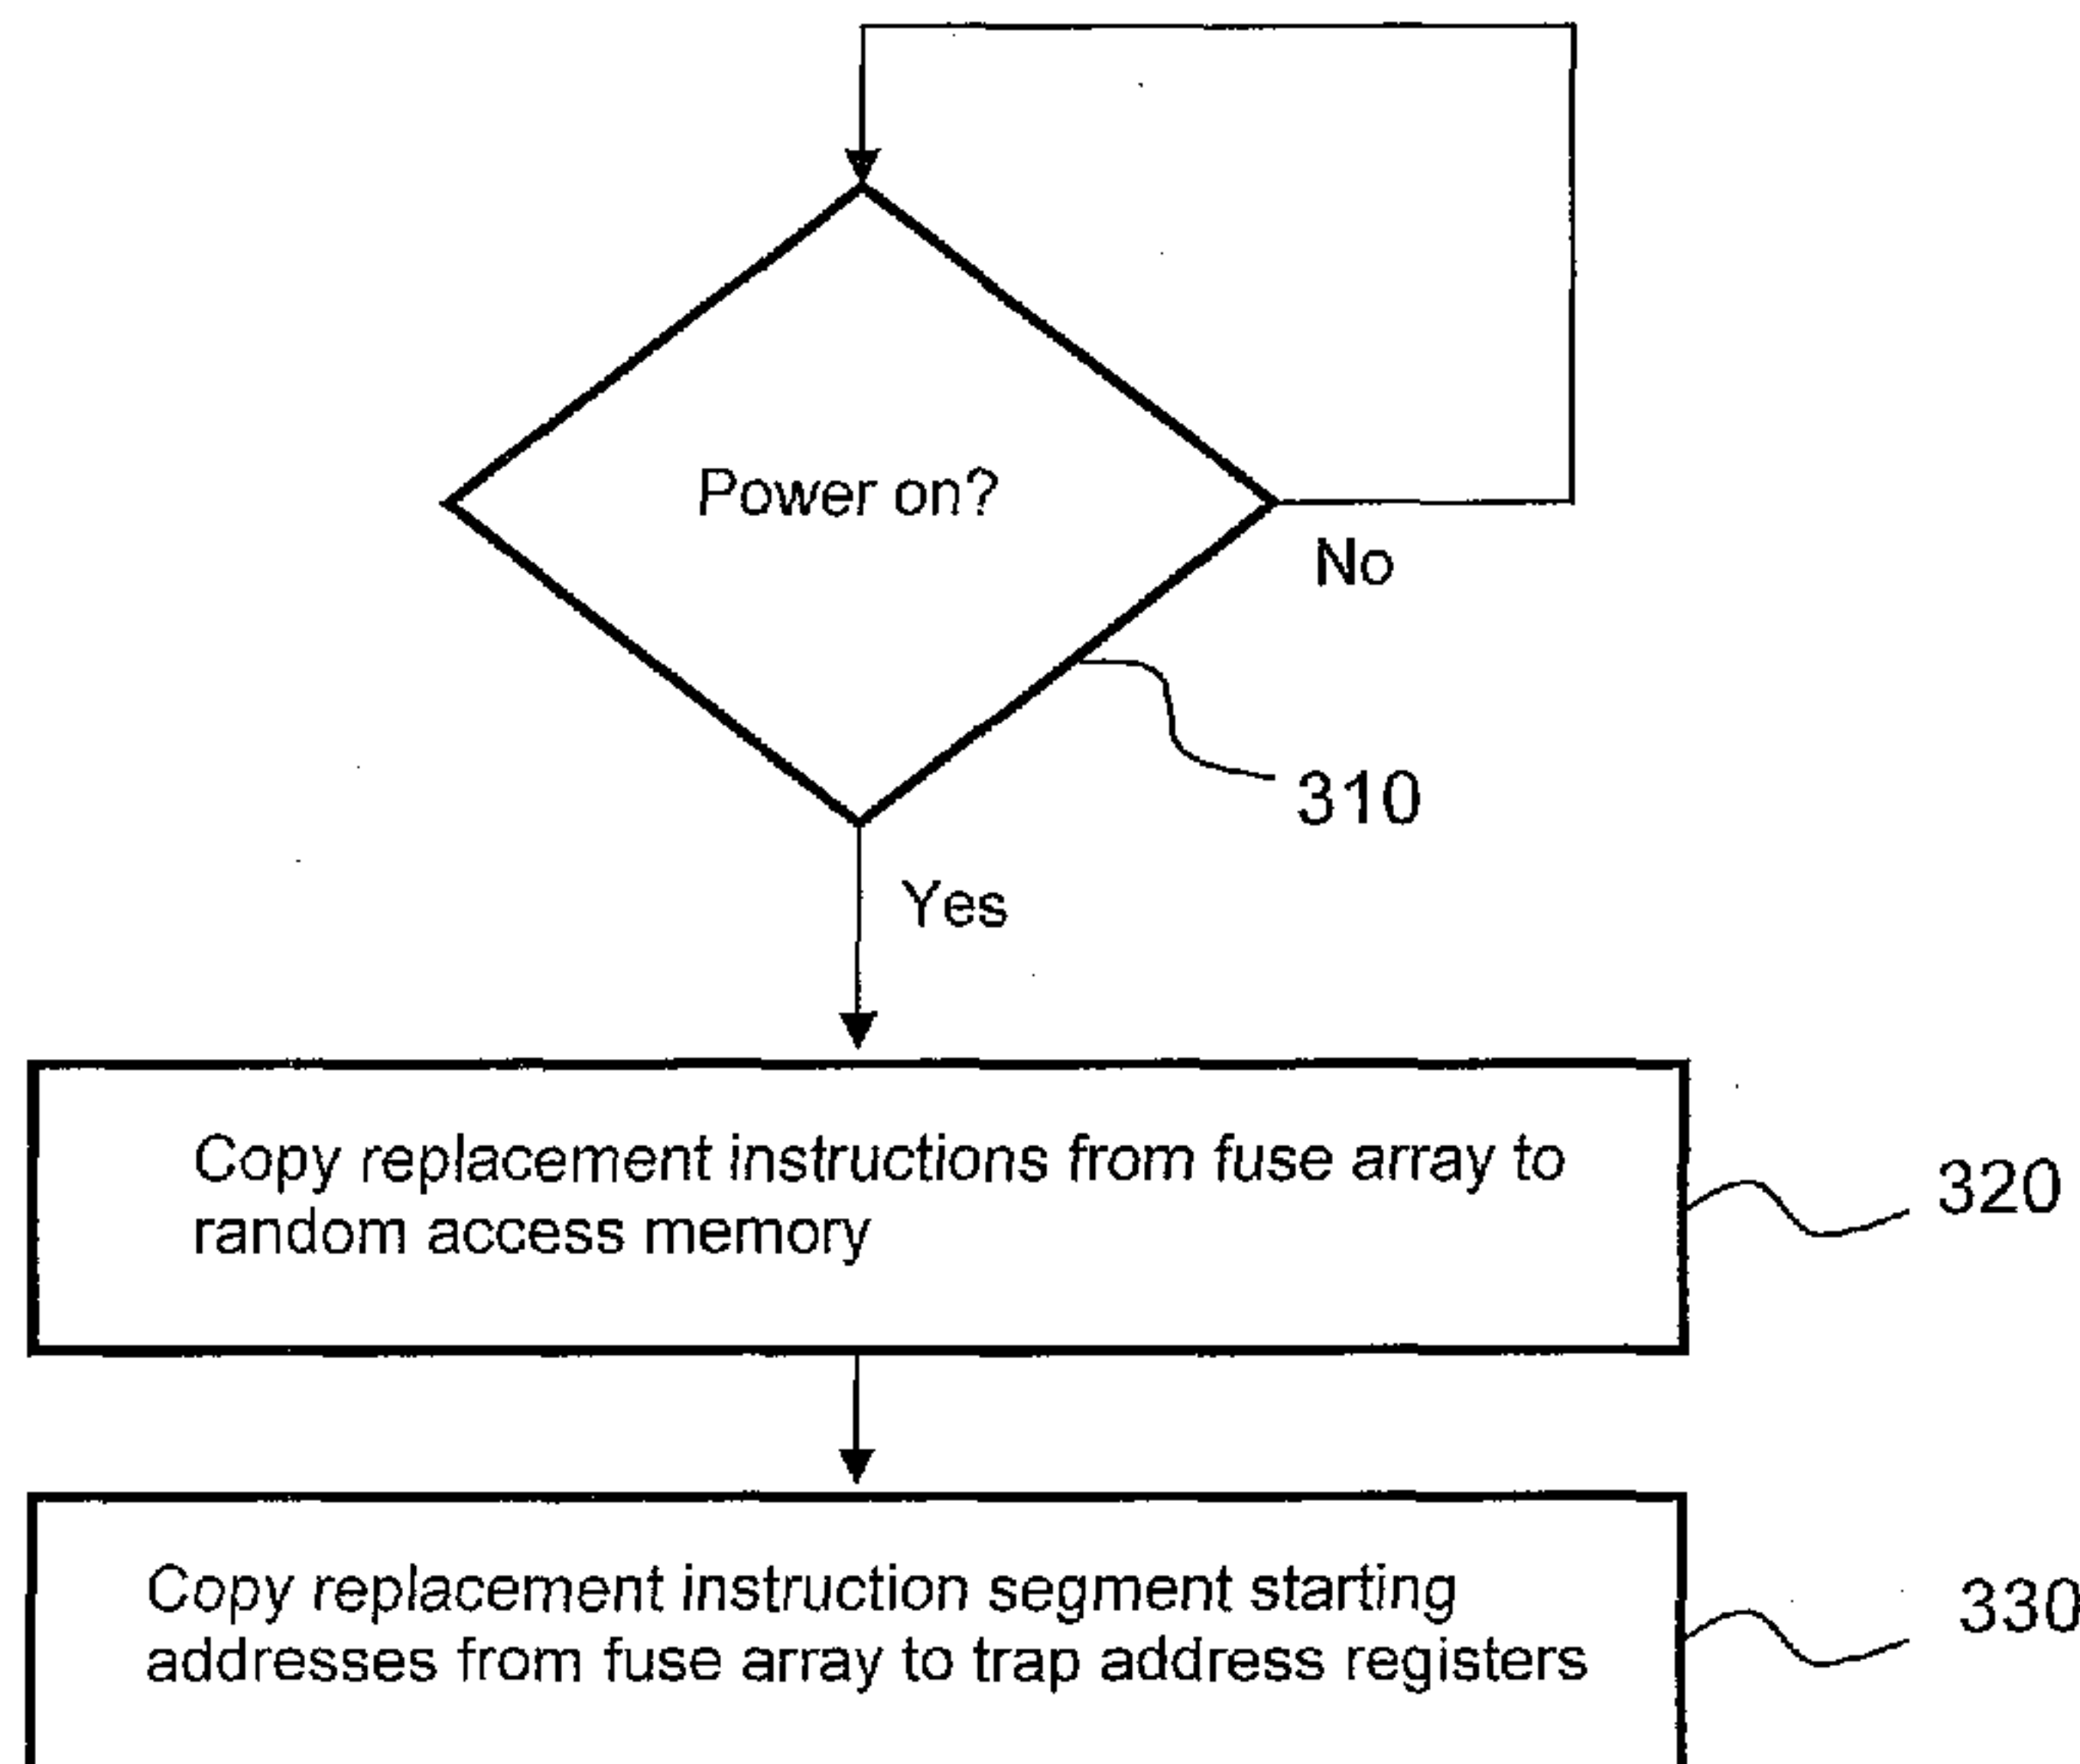 Power on?
No
310
Yes
Copy replacement instructions from fuse array to
random access memory
320
Copy replacement instruction segment starting
addresses from fuse array to trap address registers
330